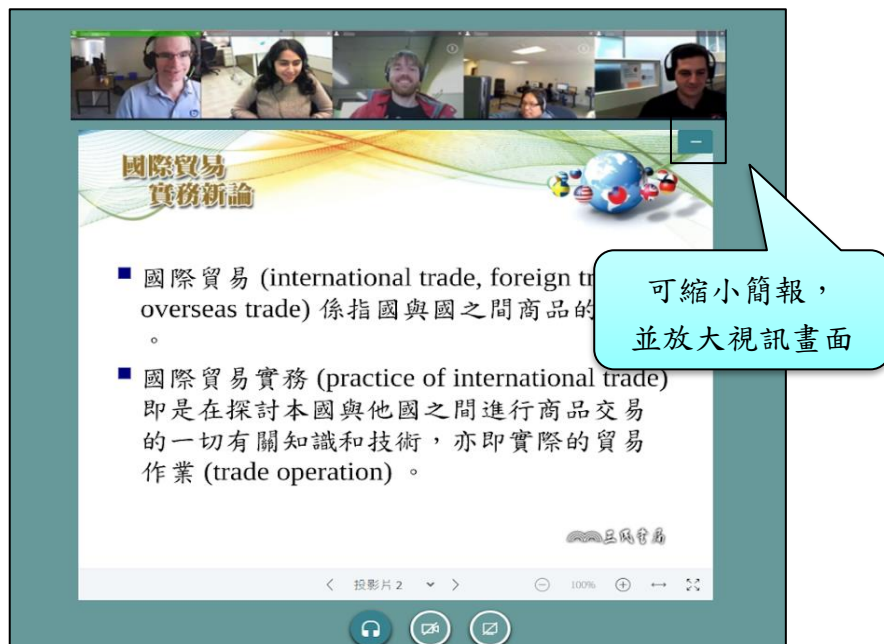 國際貿易
實務新論
國際貿易 (international trade, foreign tr
overseas trade) 係指國與國之間商品的
。
國際貿易實務 (practice of international trade)
即是在探討本國與他國之間進行商品交易
的一切有關知識和技術，亦即實際的貿易
作業 (trade operation) 。
可縮小簡報，
並放大視訊畫面
三民書局
投影片 2
100%